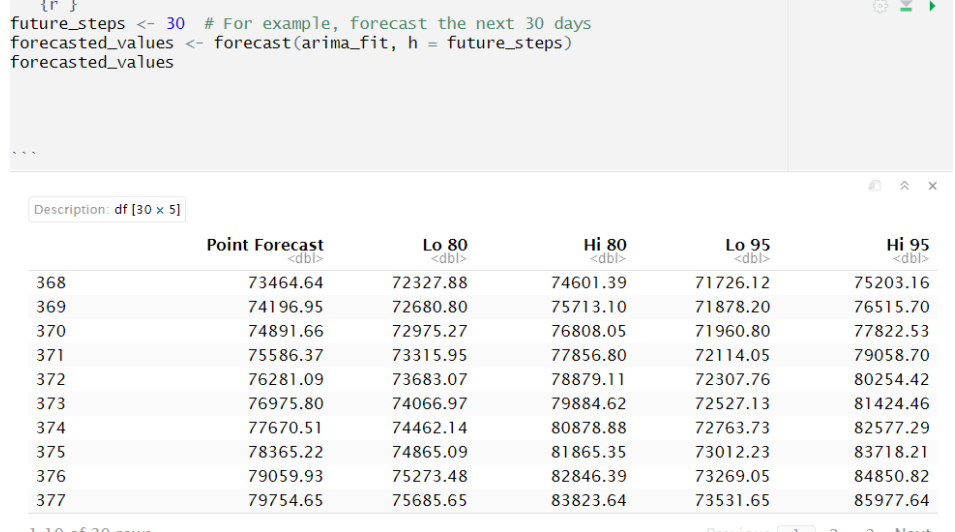 {r }
future_steps <- 30  # For example, forecast the next 30 days
forecasted_values <- forecast(arima_fit, h = future_steps)
forecasted_values
```
Description: df [30 × 5]
Point Forecast Lo 80 Hi 80 Lo 95 Hi 95
<dbl> <dbl> <dbl> <dbl> <dbl>
368 73464.64 72327.88 74601.39 71726.12 75203.16
369 74196.95 72680.80 75713.10 71878.20 76515.70
370 74891.66 72975.27 76808.05 71960.80 77822.53
371 75586.37 73315.95 77856.80 72114.05 79058.70
372 76281.09 73683.07 78879.11 72307.76 80254.42
373 76975.80 74066.97 79884.62 72527.13 81424.46
374 77670.51 74462.14 80878.88 72763.73 82577.29
375 78365.22 74865.09 81865.35 73012.23 83718.21
376 79059.93 75273.48 82846.39 73269.05 84850.82
377 79754.65 75685.65 83823.64 73531.65 85977.64
1-10 of 30 rows Previous 1 2 3 Next